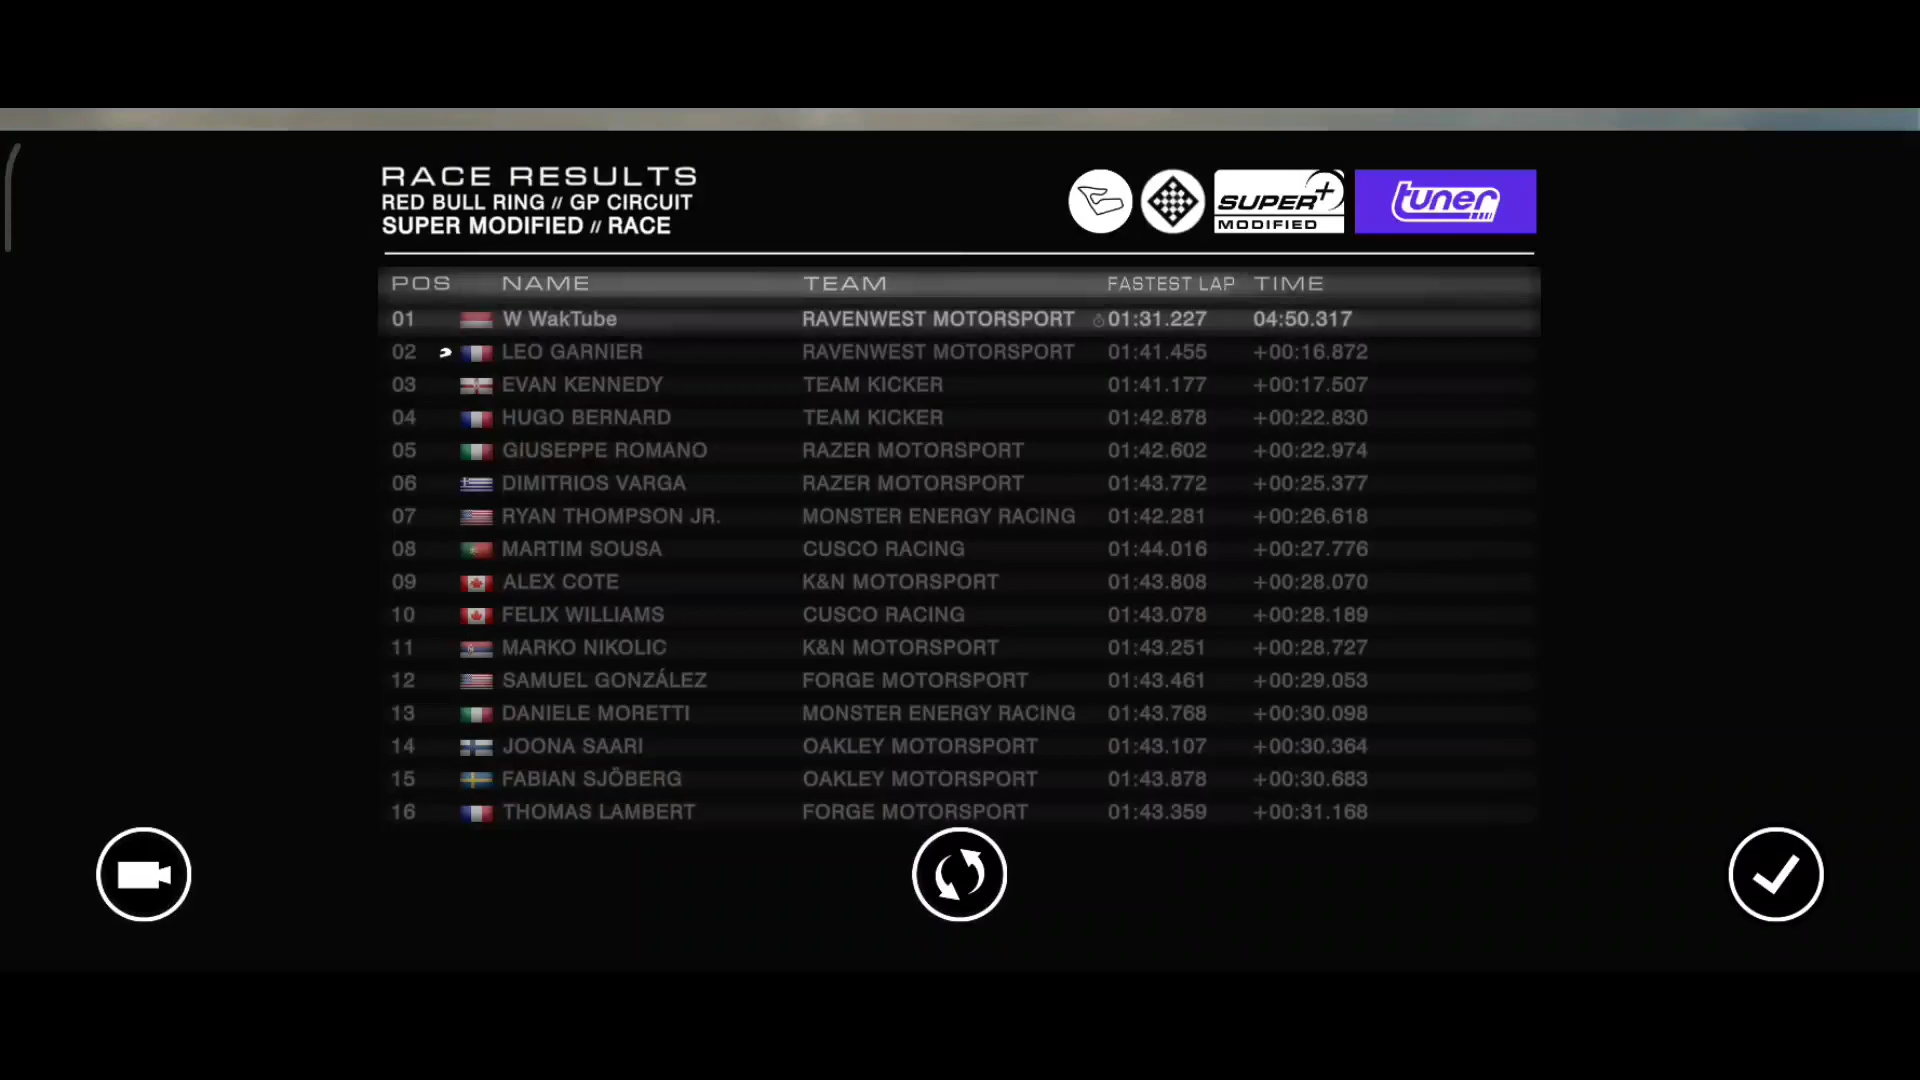 RACE RESULTS
RED BULL RING // GP CIRCUIT
SUPER MODIFIED // RACE
SUPER+
MODIFIED
tuner
POS NAME TEAM FASTEST LAP TIME
01 W WakTube RAVENWEST MOTORSPORT 01:31.227 04:50.317
02 LEO GARNIER RAVENWEST MOTORSPORT 01:41.455 +00:16.872
03 EVAN KENNEDY TEAM KICKER 01:41.177 +00:17.507
04 HUGO BERNARD TEAM KICKER 01:42.878 +00:22.830
05 GIUSEPPE ROMANO RAZER MOTORSPORT 01:42.602 +00:22.974
06 DIMITRIOS VARGA RAZER MOTORSPORT 01:43.772 +00:25.377
07 RYAN THOMPSON JR. MONSTER ENERGY RACING 01:42.281 +00:26.618
08 MARTIM SOUSA CUSCO RACING 01:44.016 +00:27.776
09 ALEX COTE K&N MOTORSPORT 01:43.808 +00:28.070
10 FELIX WILLIAMS CUSCO RACING 01:43.078 +00:28.189
11 MARKO NIKOLIC K&N MOTORSPORT 01:43.251 +00:28.727
12 SAMUEL GONZÁLEZ FORGE MOTORSPORT 01:43.461 +00:29.053
13 DANIELE MORETTI MONSTER ENERGY RACING 01:43.768 +00:30.098
14 JOONA SAARI OAKLEY MOTORSPORT 01:43.107 +00:30.364
15 FABIAN SJÖBERG OAKLEY MOTORSPORT 01:43.878 +00:30.683
16 THOMAS LAMBERT FORGE MOTORSPORT 01:43.359 +00:31.168